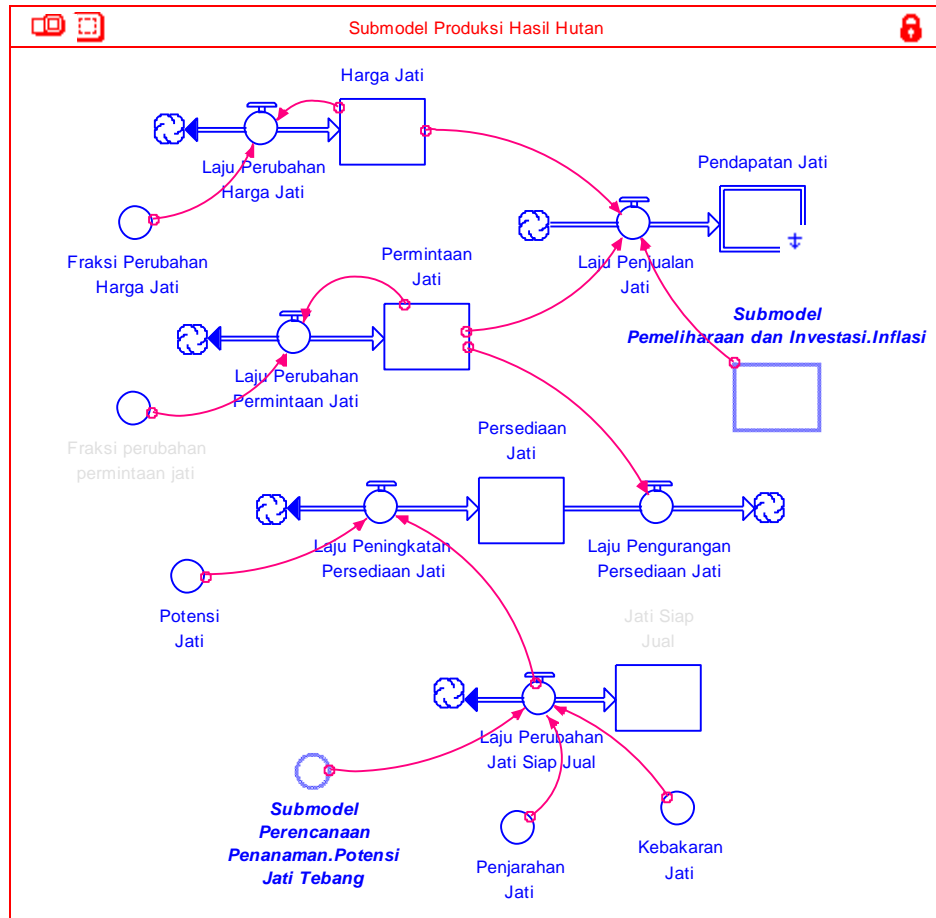 Submodel Produksi Hasil Hutan
Harga Jati
Laju Perubahan
Harga Jati
Fraksi Perubahan
Harga Jati
Pendapatan Jati
Laju Penjualan
Jati
Permintaan
Jati
Laju Perubahan
Permintaan Jati
Fraksi perubahan
permintaan jati
Submodel
Pemeliharaan dan Investasi.Inflasi
Persediaan
Jati
Laju Peningkatan
Persediaan Jati
Laju Pengurangan
Persediaan Jati
Potensi
Jati
Jati Siap
Jual
Laju Perubahan
Jati Siap Jual
Submodel
Perencanaan
Penanaman.Potensi
Jati Tebang
Penjarahan
Jati
Kebakaran
Jati